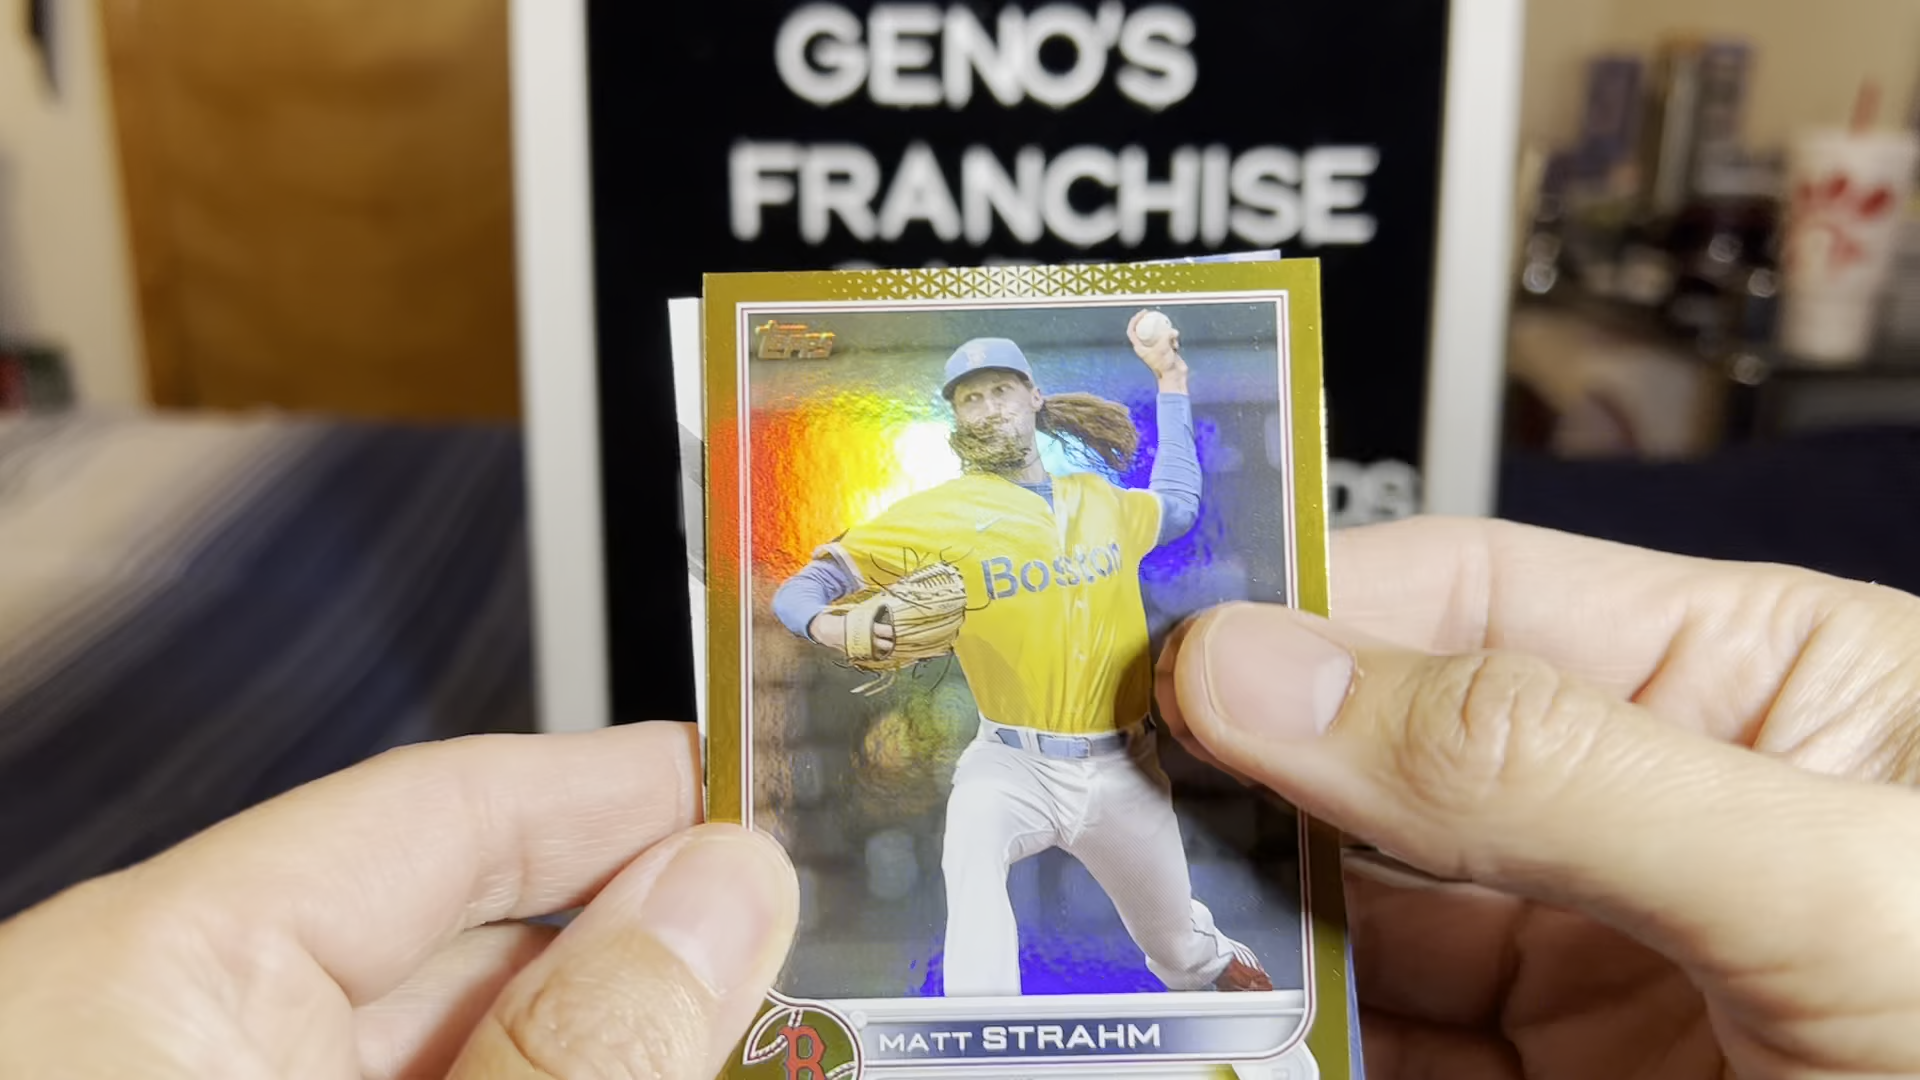 GENO'S
FRANCHISE
TOPPS
Boston
B
MATT STRAHM